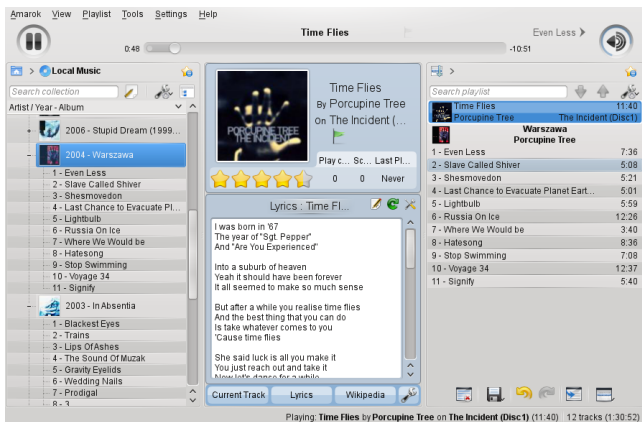 Amarok View Playlist Tools Settings Help
Time Flies
Even Less
0:48
-10:51
Local Music
Search collection
Artist / Year - Album
2006 - Stupid Dream (1999...
2004 - Warszawa
1 - Even Less
2 - Slave Called Shiver
3 - Shesmovedon
4 - Last Chance to Evacuate Pl...
5 - Lightbulb
6 - Russia On Ice
7 - Where We Would be
8 - Hatesong
9 - Stop Swimming
10 - Voyage 34
11 - Signify
2003 - In Absentia
1 - Blackest Eyes
2 - Trains
3 - Lips Of Ashes
4 - The Sound Of Muzak
5 - Gravity Eyelids
6 - Wedding Nails
7 - Prodigal
8 - 3
PORCUPINE TREE
THE INCIDENT
Time Flies
By Porcupine Tree
on The Incident (...
Play c... Sc... Last Pl...
0 0 Never
Lyrics : Time Fl...
I was born in '67
The year of "Sgt. Pepper"
And "Are You Experienced"
Into a suburb of heaven
Yeah it should have been forever
It all seemed to make so much sense
But after a while you realise time flies
And the best thing that you can do
Is take whatever comes to you
'Cause time flies
She said luck is all you make it
You just reach out and take it
Now let's dance for a while
Current Track Lyrics Wikipedia
Search playlist
Time Flies 11:40
Porcupine Tree The Incident (Disc1)
Warszawa
Porcupine Tree
1 - Even Less 7:36
2 - Slave Called Shiver 5:08
3 - Shesmovedon 5:21
4 - Last Chance to Evacuate Planet Eart... 5:01
5 - Lightbulb 5:59
6 - Russia On Ice 12:26
7 - Where We Would be 3:40
8 - Hatesong 8:36
9 - Stop Swimming 7:08
10 - Voyage 34 12:37
11 - Signify 5:40
Playing: Time Flies by Porcupine Tree on The Incident (Disc1) (11:40) 12 tracks (1:30:52)